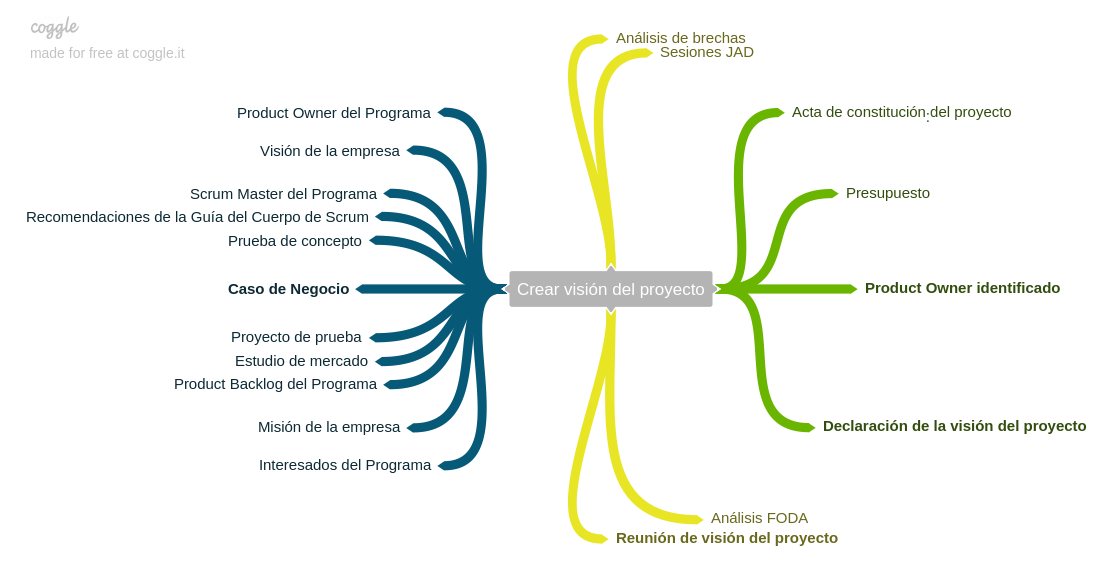 coggle
made for free at coggle.it
Análisis de brechas
Sesiones JAD
Product Owner del Programa
Visión de la empresa
Scrum Master del Programa
Recomendaciones de la Guía del Cuerpo de Scrum
Prueba de concepto
Caso de Negocio
Proyecto de prueba
Estudio de mercado
Product Backlog del Programa
Misión de la empresa
Interesados del Programa
Crear visión del proyecto
Acta de constitución del proyecto
Presupuesto
Product Owner identificado
Declaración de la visión del proyecto
Análisis FODA
Reunión de visión del proyecto